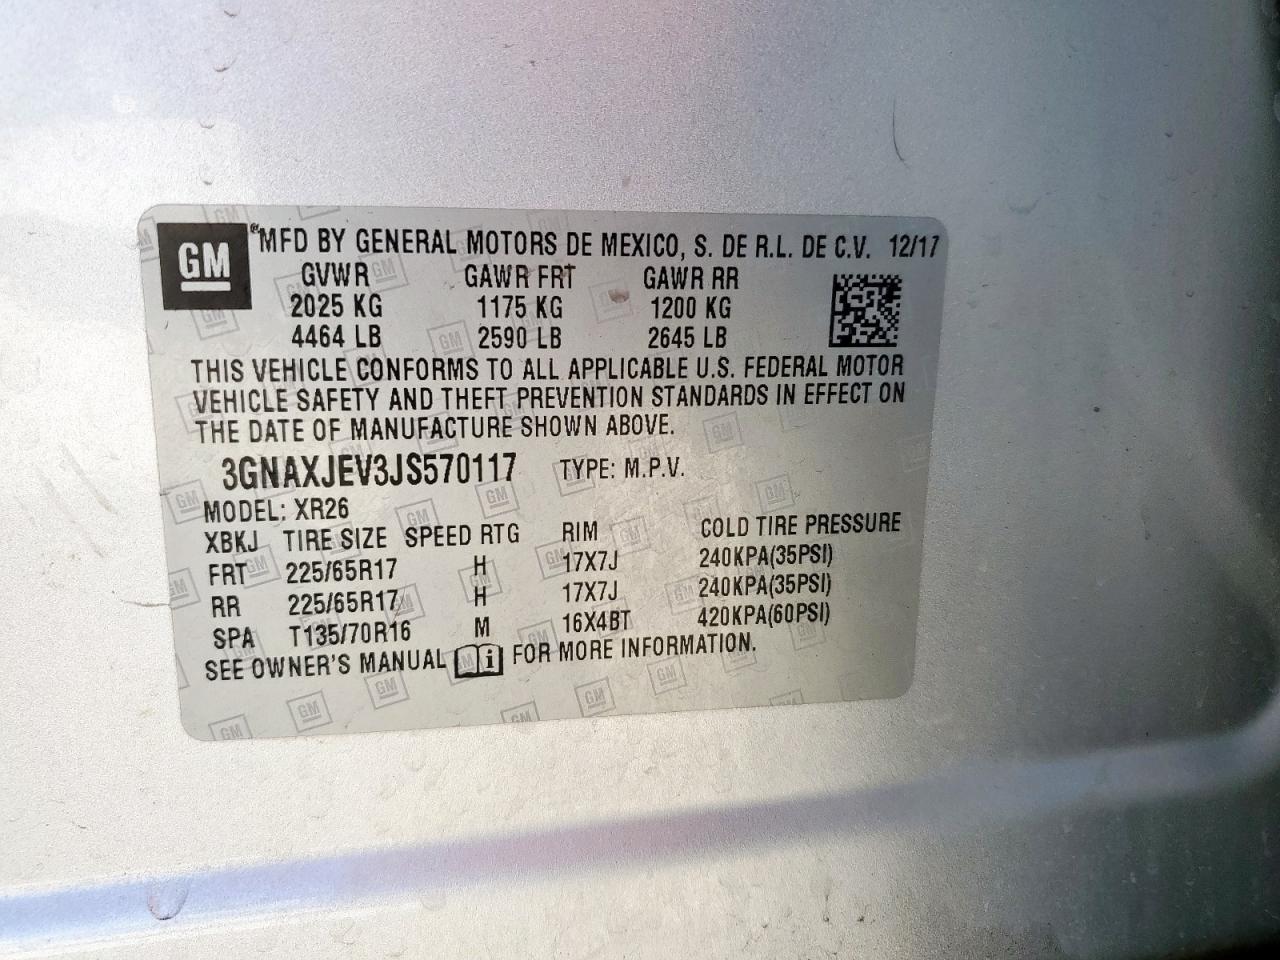 GM ®MFD BY GENERAL MOTORS DE MEXICO, S. DE R.L. DE C.V. 12/17
GVWR GAWR FRT GAWR RR
2025 KG 1175 KG 1200 KG
4464 LB 2590 LB 2645 LB
THIS VEHICLE CONFORMS TO ALL APPLICABLE U.S. FEDERAL MOTOR
VEHICLE SAFETY AND THEFT PREVENTION STANDARDS IN EFFECT ON
THE DATE OF MANUFACTURE SHOWN ABOVE.
3GNAXJEV3JS570117 TYPE: M.P.V.
MODEL: XR26
XBKJ TIRE SIZE SPEED RTG RIM COLD TIRE PRESSURE
FRT 225/65R17 H 17X7J 240KPA(35PSI)
RR 225/65R17 H 17X7J 240KPA(35PSI)
SPA T135/70R16 M 16X4BT 420KPA(60PSI)
SEE OWNER'S MANUAL i FOR MORE INFORMATION.